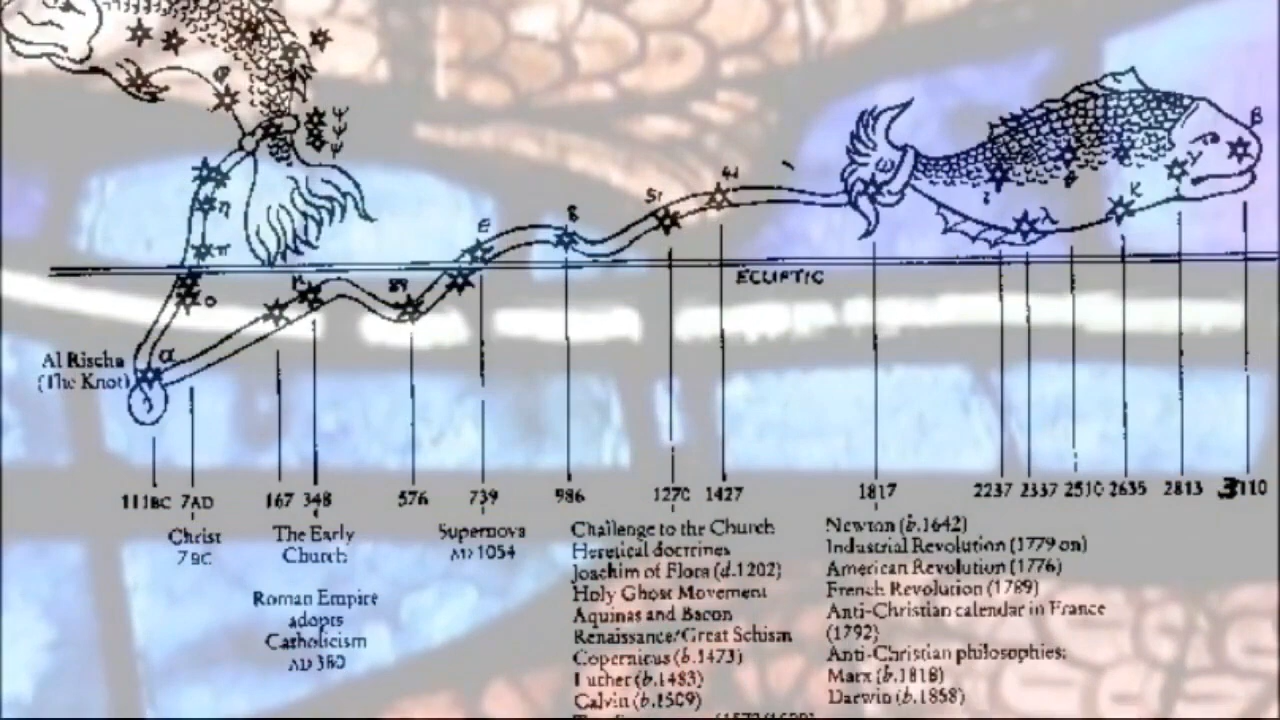 ECLIPTIC
Al Rischa
(The Knot)
α
111BC 7AD 167 348 576 739 986 1270 1427 1817 2237 2337 2510 2635 2813 3110
Christ
7 BC
The Early
Church
Roman Empire
adopts
Catholicism
AD 380
Supernova
AD 1054
Challenge to the Church
Heretical doctrines
Joachim of Flora (d.1202)
Holy Ghost Movement
Aquinas and Bacon
Renaissance/Great Schism
Copernicus (b.1473)
Luther (b.1483)
Calvin (b.1509)
Newton (b.1642)
Industrial Revolution (1779 on)
American Revolution (1776)
French Revolution (1789)
Anti-Christian calendar in France
(1792)
Anti-Christian philosophies:
Marx (b.1818)
Darwin (b.1858)